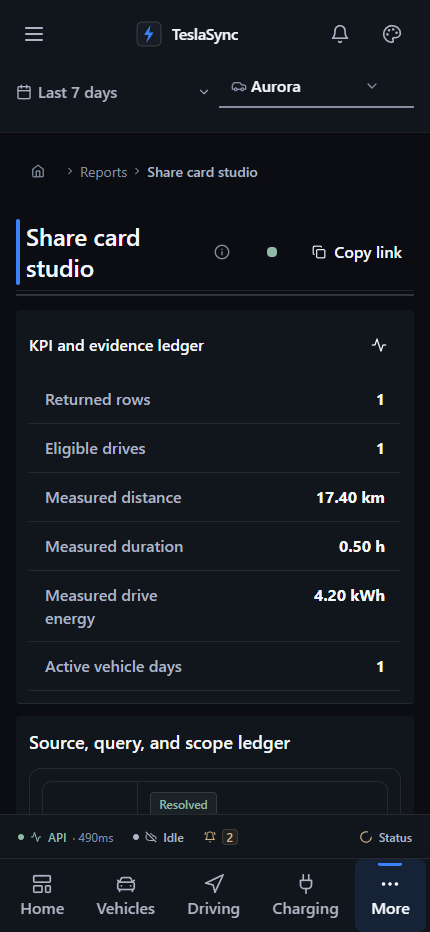 TeslaSync
Last 7 days
Aurora
Reports
Share card studio
Share card
studio
Copy link
KPI and evidence ledger
Returned rows 1
Eligible drives 1
Measured distance 17.40 km
Measured duration 0.50 h
Measured drive
energy 4.20 kWh
Active vehicle days 1
Source, query, and scope ledger
Resolved
API · 490ms Idle 2 Status
Home Vehicles Driving Charging More